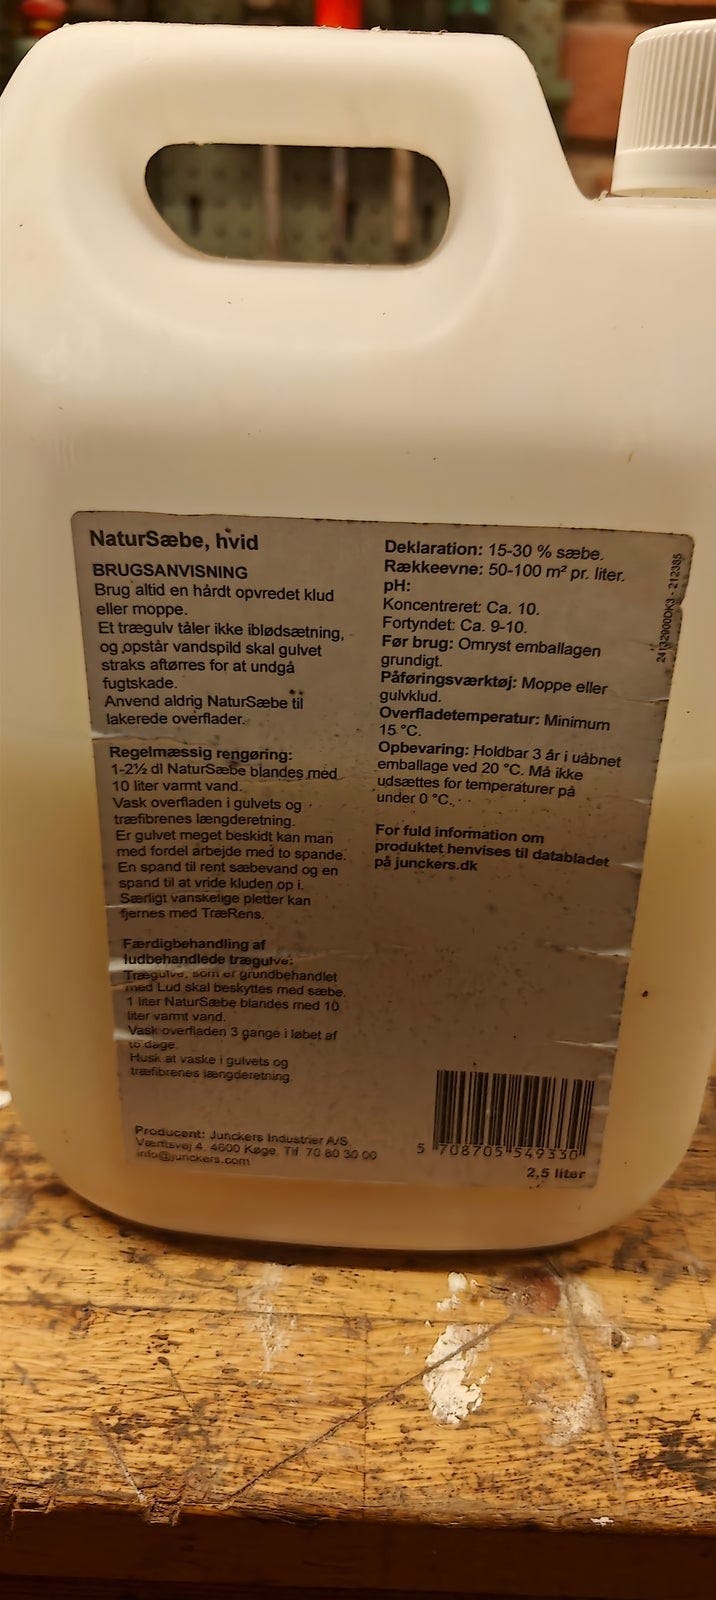 NaturSæbe, hvid
BRUGSANVISNING
Brug altid en hårdt opvredet klud
eller moppe.
Et trægulv tåler ikke iblødsætning,
og opstår vandspild skal gulvet
straks aftørres for at undgå
fugtskade.
Anvend aldrig NaturSæbe til
lakerede overflader.
Regelmæssig rengøring:
1-2½ dl NaturSæbe blandes med
10 liter varmt vand.
Vask overfladen i gulvets og
træfibrenes længderetning.
Er gulvet meget beskidt kan man
med fordel arbejde med to spande.
En spand til rent sæbevand og en
spand til at vride kluden op i.
Særligt vanskelige pletter kan
fjernes med TræRens.
Færdigbehandling af
ludbehandlede trægulve:
Trægulve, som er grundbehandlet
med Lud skal beskyttes med sæbe.
1 liter NaturSæbe blandes med 10
liter varmt vand.
Vask overfladen 3 gange i løbet af
to dage.
Husk at vaske i gulvets og
træfibrenes længderetning.
Producent: Junckers Industrier A/S
Værftsvej 4, 4600 Køge, Tlf 70 80 30 00
info@junckers.com
Deklaration: 15-30 % sæbe.
Rækkeevne: 50-100 m² pr. liter.
pH:
Koncentreret: Ca. 10.
Fortyndet: Ca. 9-10.
Før brug: Omryst emballagen
grundigt.
Påføringsværktøj: Moppe eller
gulvklud.
Overfladetemperatur: Minimum
15 °C.
Opbevaring: Holdbar 3 år i uåbnet
emballage ved 20 °C. Må ikke
udsættes for temperaturer på
under 0 °C.
For fuld information om
produktet henvises til databladet
på junckers.dk
5 708705 549330
2,5 liter
24132900DK3 - 212385